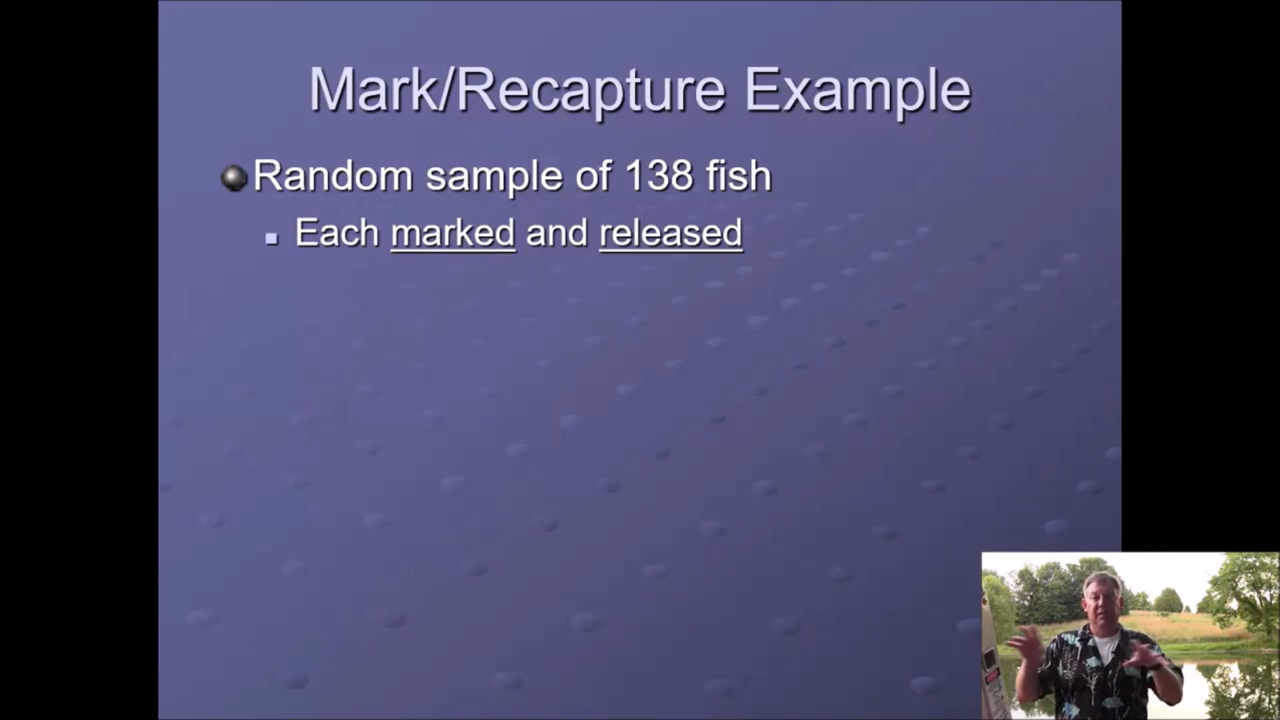 Mark/Recapture Example
Random sample of 138 fish
Each marked and released